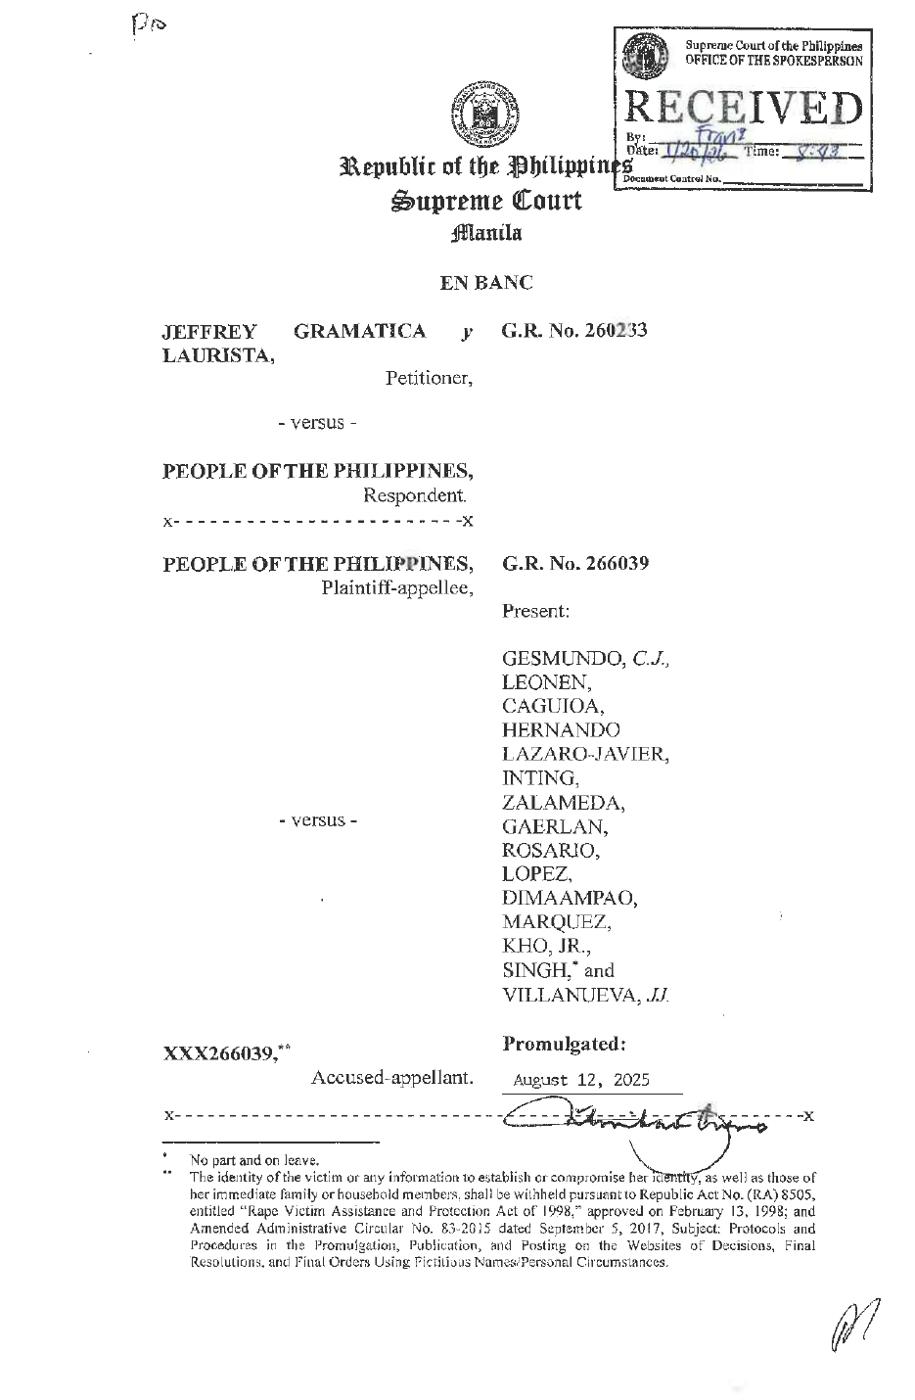 Supreme Court of the Philippines
OFFICE OF THE SPOKESPERSON
RECEIVED
By: Franz
Date: 1/20/26 Time: 8:43
Document Control No.
Republic of the Philippines
Supreme Court
Manila
EN BANC
JEFFREY GRAMATICA y G.R. No. 260233
LAURISTA,
Petitioner,
- versus -
PEOPLE OF THE PHILIPPINES,
Respondent.
x- - - - - - - - - - - - - - - - - - - - - - - -x
PEOPLE OF THE PHILIPPINES, G.R. No. 266039
Plaintiff-appellee,
Present:
GESMUNDO, C.J.,
LEONEN,
CAGUIOA,
HERNANDO
LAZARO-JAVIER,
INTING,
ZALAMEDA,
- versus - GAERLAN,
ROSARIO,
LOPEZ,
DIMAAMPAO,
MARQUEZ,
KHO, JR.,
SINGH,* and
VILLANUEVA, JJ.
XXX266039,** Promulgated:
Accused-appellant. August 12, 2025
x- - - - - - - - - - - - - - - - - - - - - - - - - - - - - - - - - - - - - - - - - - - - - - - - - -x
* No part and on leave.
** The identity of the victim or any information to establish or compromise her identity, as well as those of
her immediate family or household members, shall be withheld pursuant to Republic Act No. (RA) 8505,
entitled “Rape Victim Assistance and Protection Act of 1998,” approved on February 13, 1998; and
Amended Administrative Circular No. 83-2015 dated September 5, 2017, Subject: Protocols and
Procedures in the Promulgation, Publication, and Posting on the Websites of Decisions, Final
Resolutions, and Final Orders Using Fictitious Names/Personal Circumstances.